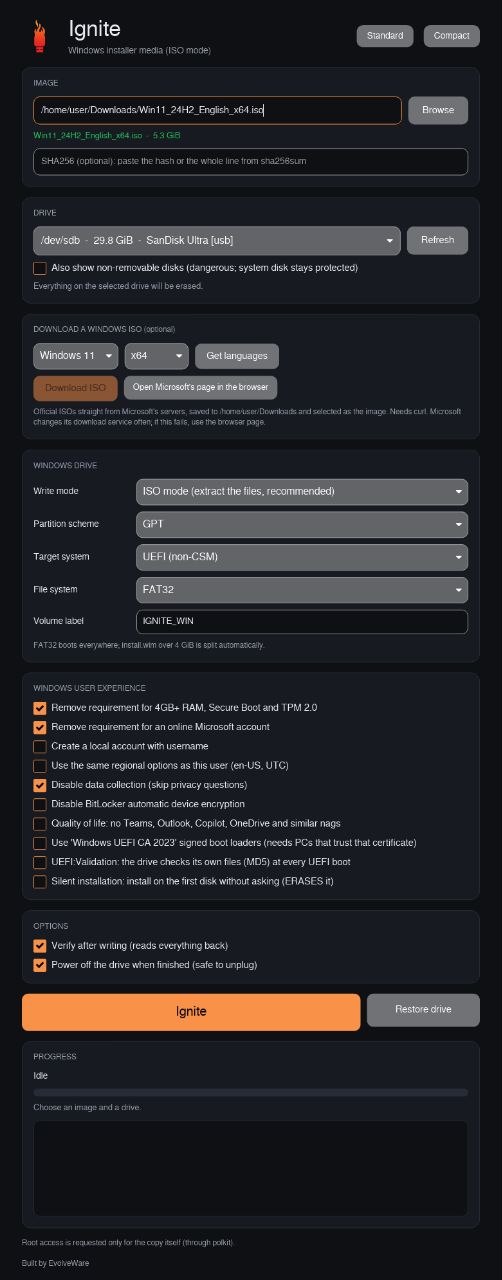 Ignite
Windows installer media (ISO mode)
Standard
Compact
IMAGE
/home/user/Downloads/Win11_24H2_English_x64.iso
Browse
Win11_24H2_English_x64.iso - 5.3 GiB
SHA256 (optional): paste the hash or the whole line from sha256sum
DRIVE
/dev/sdb - 29.8 GiB - SanDisk Ultra [usb]
Refresh
Also show non-removable disks (dangerous; system disk stays protected)
Everything on the selected drive will be erased.
DOWNLOAD A WINDOWS ISO (optional)
Windows 11
x64
Get languages
Download ISO
Open Microsoft's page in the browser
Official ISOs straight from Microsoft's servers, saved to /home/user/Downloads and selected as the image. Needs curl. Microsoft
changes its download service often; if this fails, use the browser page.
WINDOWS DRIVE
Write mode
ISO mode (extract the files, recommended)
Partition scheme
GPT
Target system
UEFI (non-CSM)
File system
FAT32
Volume label
IGNITE_WIN
FAT32 boots everywhere; install.wim over 4 GiB is split automatically.
WINDOWS USER EXPERIENCE
Remove requirement for 4GB+ RAM, Secure Boot and TPM 2.0
Remove requirement for an online Microsoft account
Create a local account with username
Use the same regional options as this user (en-US, UTC)
Disable data collection (skip privacy questions)
Disable BitLocker automatic device encryption
Quality of life: no Teams, Outlook, Copilot, OneDrive and similar nags
Use 'Windows UEFI CA 2023' signed boot loaders (needs PCs that trust that certificate)
UEFI:Validation: the drive checks its own files (MD5) at every UEFI boot
Silent installation: install on the first disk without asking (ERASES it)
OPTIONS
Verify after writing (reads everything back)
Power off the drive when finished (safe to unplug)
Ignite
Restore drive
PROGRESS
Idle
Choose an image and a drive.
Root access is requested only for the copy itself (through polkit).
Built by EvolveWare